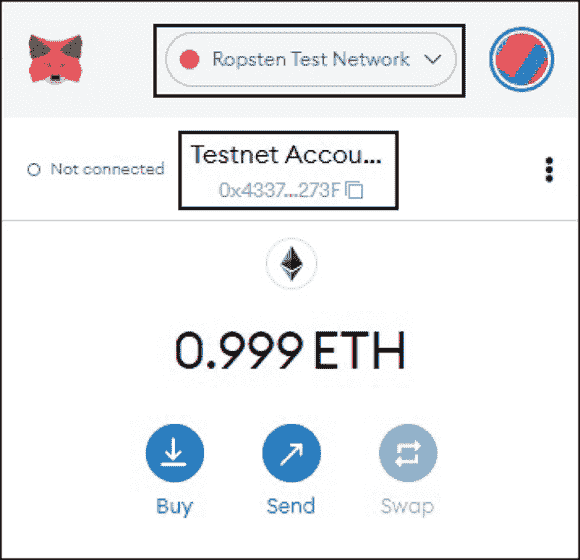 Ropsten Test Network
Not connected
Testnet Accou...
0x4337...273F
0.999 ETH
Buy
Send
Swap